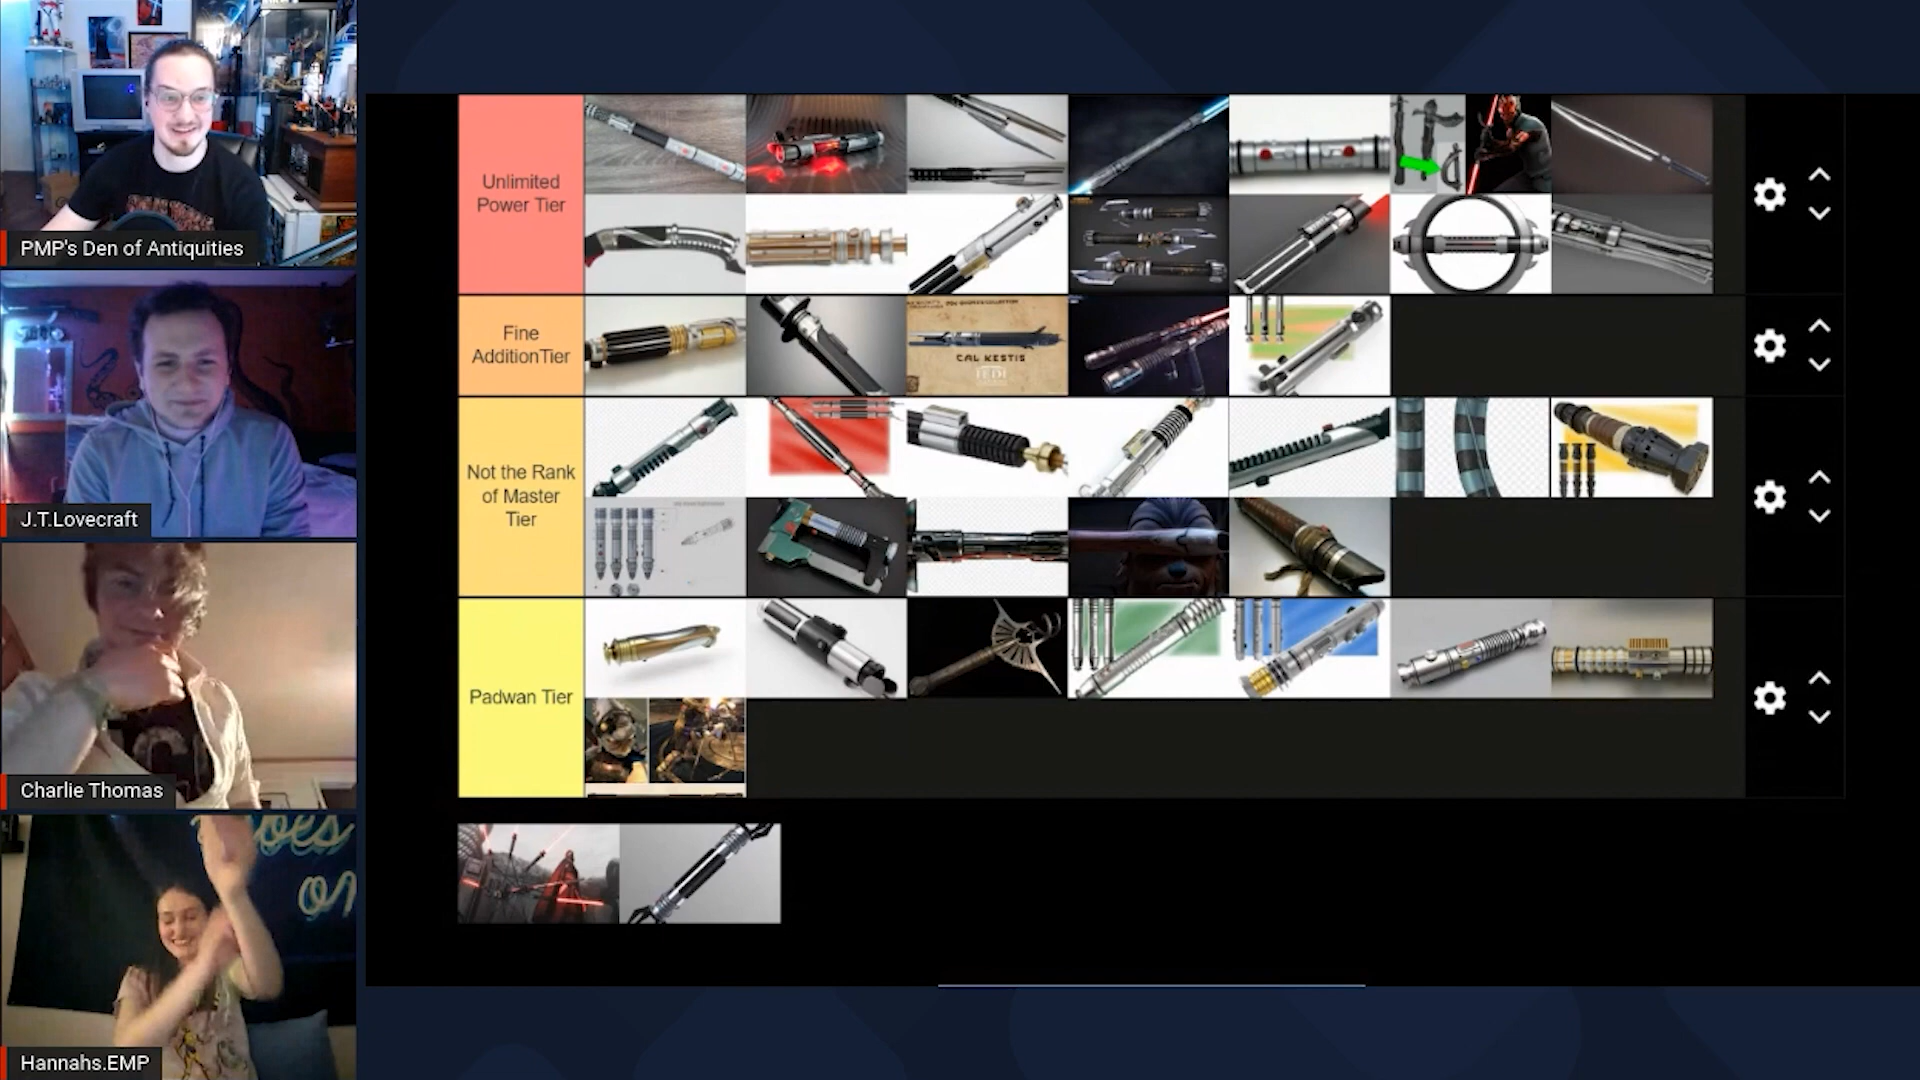 PMP's Den of Antiquities
J.T.Lovecraft
Charlie Thomas
Hannahs.EMP
Unlimited
Power Tier
Fine
AdditionTier
CAL KESTIS
JEDI
Not the Rank
of Master
Tier
Padwan Tier